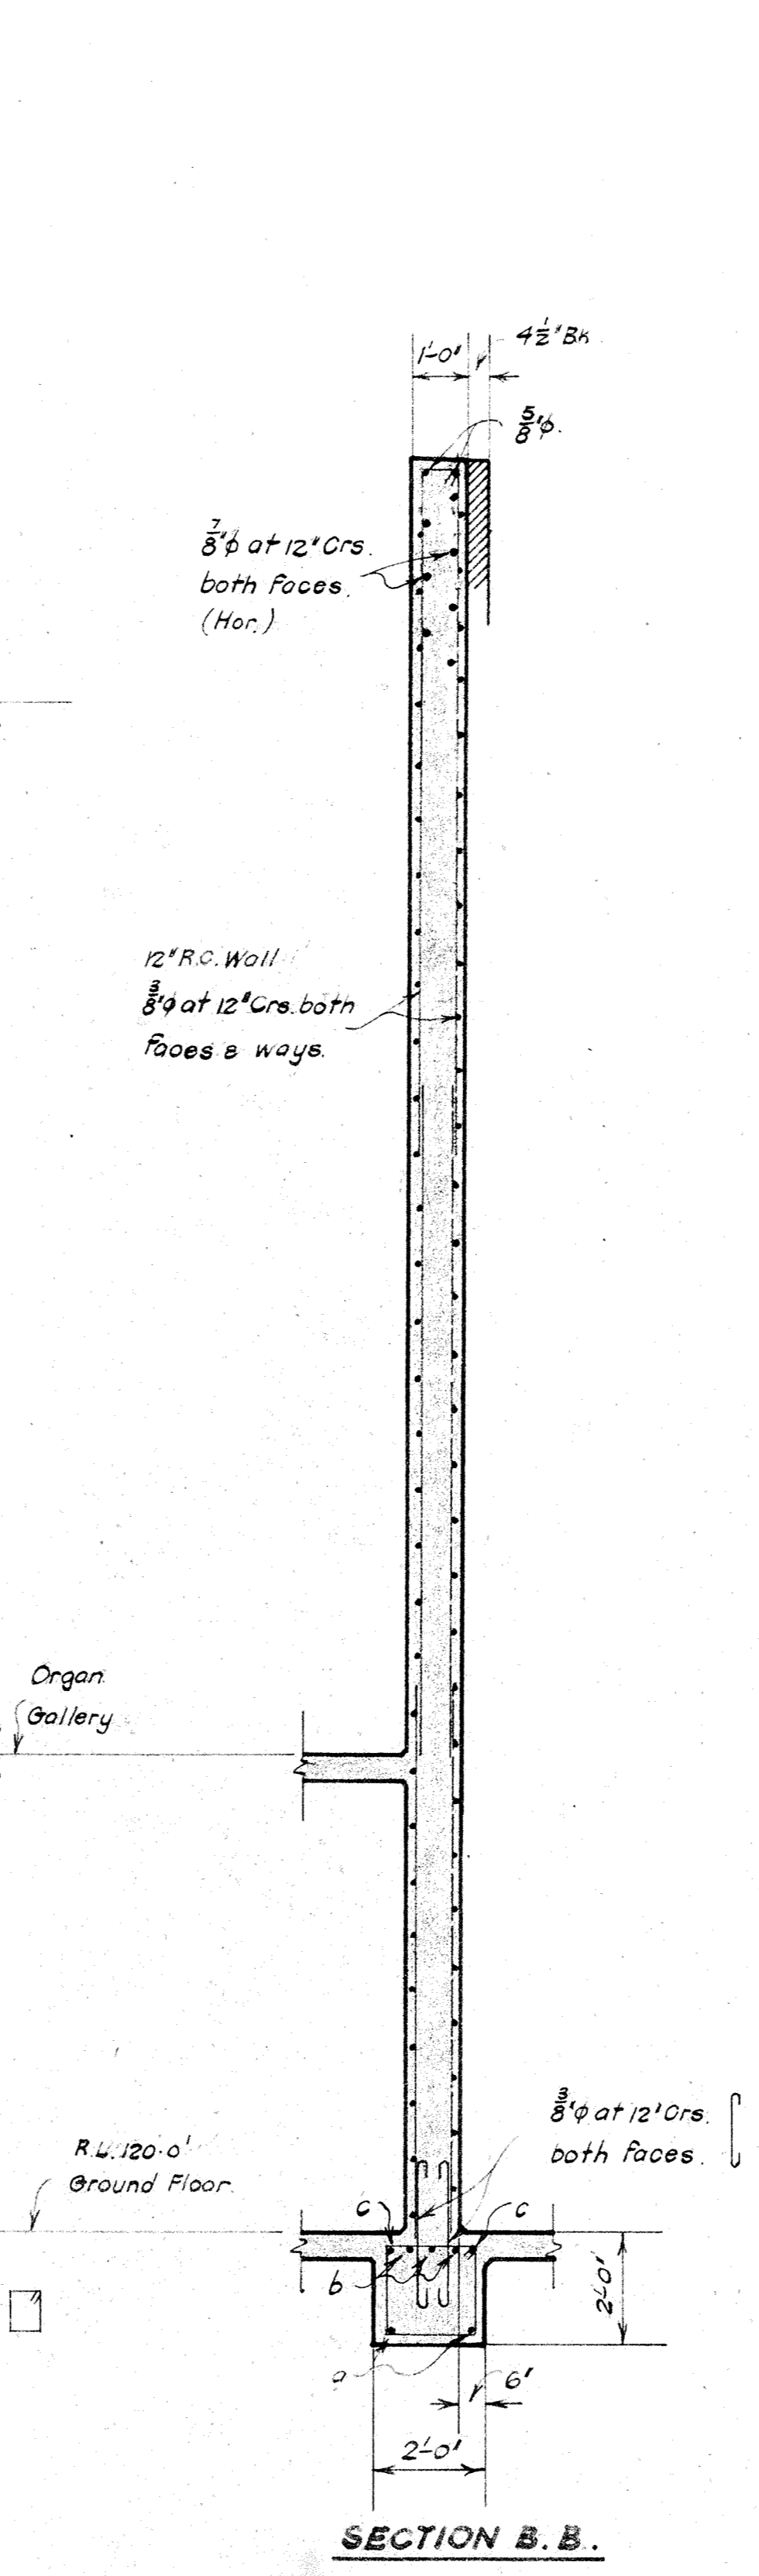 4½" Bk
1'-0"
⅝"ϕ.
⅞"ϕ at 12" Crs.
both faces.
(Hor.)
12" R.C. Wall
⅜"ϕ at 12" Crs. both
faces & ways.
Organ
Gallery
⅜"ϕ at 12" Crs.
both faces.
R.L. 120·0'
Ground Floor.
c
c
b
2'-0"
a
6"
2'-0"
SECTION B.B.